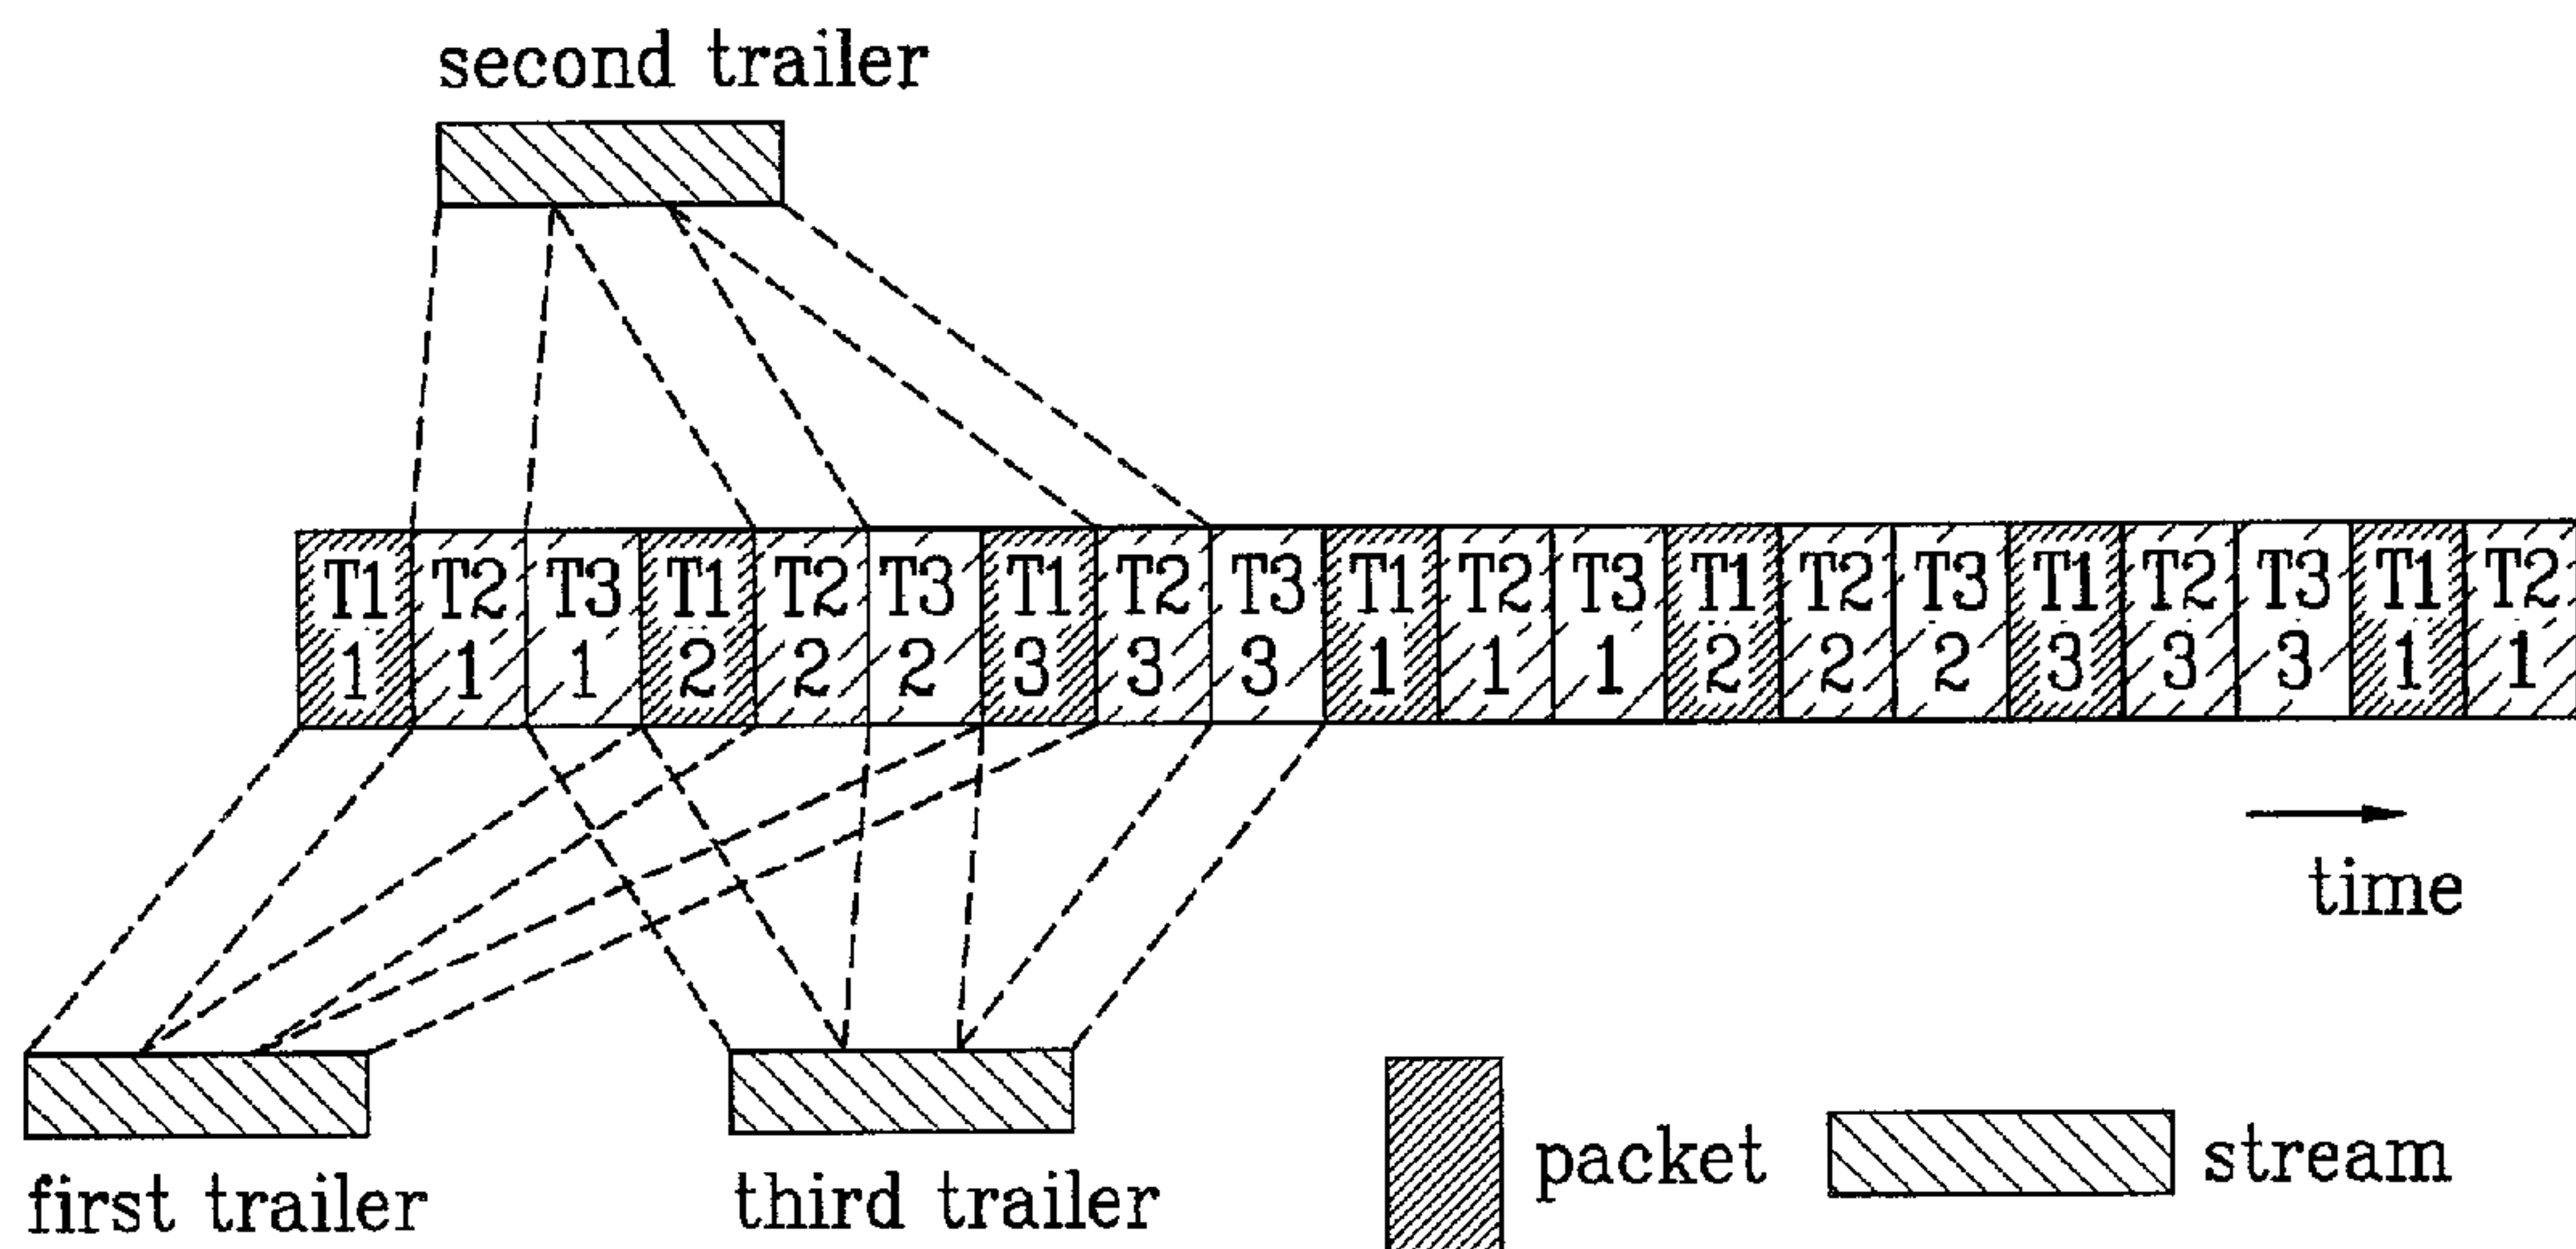 second trailer
T1 T2 T3 T1 T2 T3 T1 T2 T3 T1 T2 T3 T1 T2 T3 T1 T2 T3 T1 T2
1 1 1 2 2 2 3 3 3 1 1 1 2 2 2 3 3 3 1 1
time
packet
stream
first trailer
third trailer